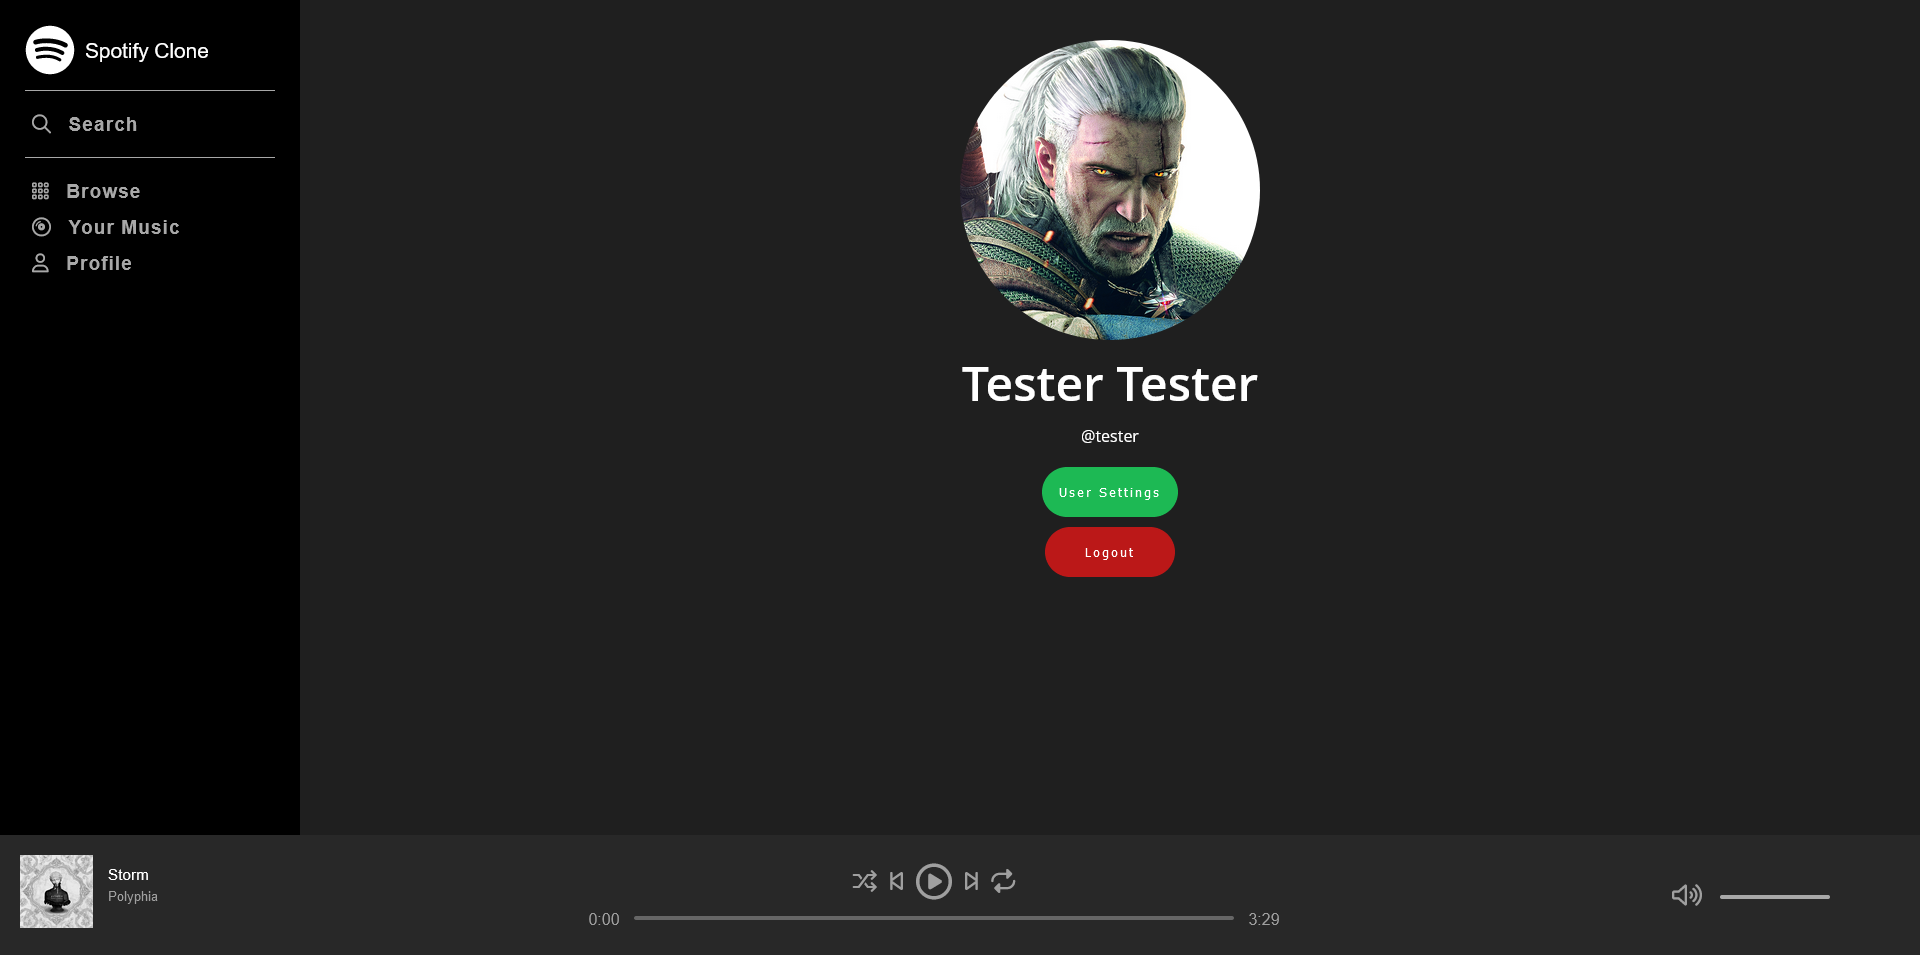 Spotify Clone
Search
Browse
Your Music
Profile
Tester Tester
@tester
User Settings
Logout
Storm
Polyphia
0:00
3:29